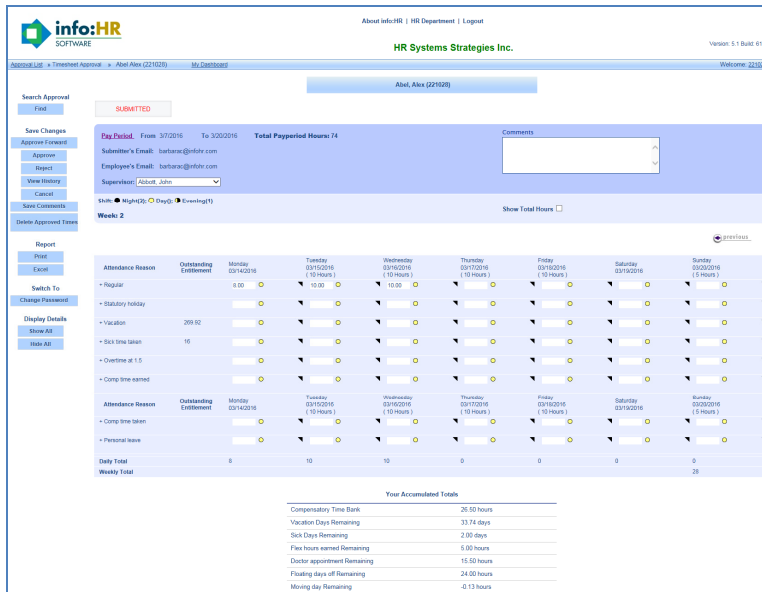 info:HR
SOFTWARE
About info:HR | HR Department | Logout
HR Systems Strategies Inc.
Version: 5.1 Build: 61
Approval List » Timesheet Approval » Abel Alex (221028) My Dashboard
Welcome: 22102
Abel, Alex (221028)
Search Approval
Find
SUBMITTED
Save Changes
Approve Forward
Approve
Reject
View History
Cancel
Save Comments
Delete Approved Times
Report
Print
Excel
Switch To
Change Password
Display Details
Show All
Hide All
Pay Period From 3/7/2016 To 3/20/2016 Total Payperiod Hours: 74
Comments
Submitter's Email: barbarac@infohr.com
Employee's Email: barbarac@infohr.com
Supervisor: Abbott, John
Shift: Night(2); Day(); Evening(1)
Show Total Hours
Week: 2
previous
Attendance Reason Outstanding Entitlement Monday 03/14/2016 Tuesday 03/15/2016 ( 10 Hours ) Wednesday 03/16/2016 ( 10 Hours ) Thursday 03/17/2016 ( 10 Hours ) Friday 03/18/2016 ( 10 Hours ) Saturday 03/19/2016 Sunday 03/20/2016 ( 5 Hours )
+ Regular 8.00 10.00 10.00
+ Statutory holiday
+ Vacation 269.92
+ Sick time taken 16
+ Overtime at 1.5
+ Comp time earned
Attendance Reason Outstanding Entitlement Monday 03/14/2016 Tuesday 03/15/2016 ( 10 Hours ) Wednesday 03/16/2016 ( 10 Hours ) Thursday 03/17/2016 ( 10 Hours ) Friday 03/18/2016 ( 10 Hours ) Saturday 03/19/2016 Sunday 03/20/2016 ( 5 Hours )
+ Comp time taken
+ Personal leave
Daily Total 8 10 10 0 0 0 0
Weekly Total 28
Your Accumulated Totals
Compensatory Time Bank 26.50 hours
Vacation Days Remaining 33.74 days
Sick Days Remaining 2.00 days
Flex hours earned Remaining 5.00 hours
Doctor appointment Remaining 15.50 hours
Floating days off Remaining 24.00 hours
Moving day Remaining -0.13 hours